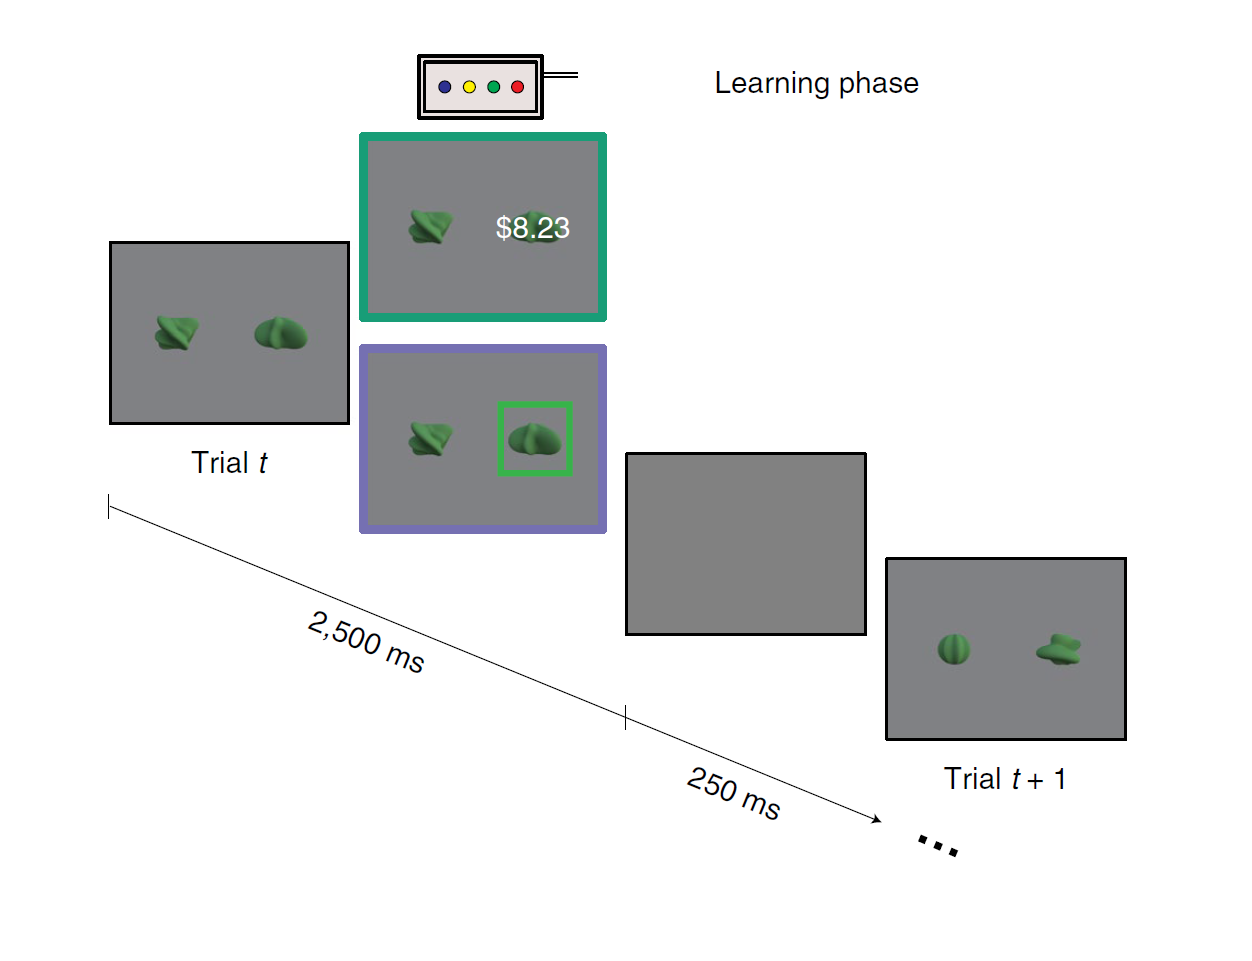 Learning phase
$8.23
Trial t
2,500 ms
250 ms
Trial t + 1